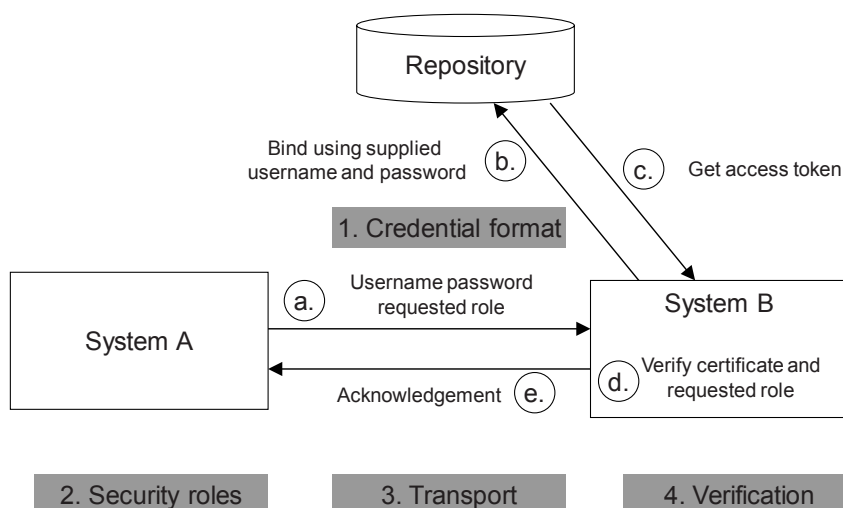 Repository
Bind using supplied
username and password
b.
c.
Get access token
1. Credential format
a.
Username password
requested role
System A
System B
Acknowledgement
e.
d.
Verify certificate and
requested role
2. Security roles
3. Transport
4. Verification